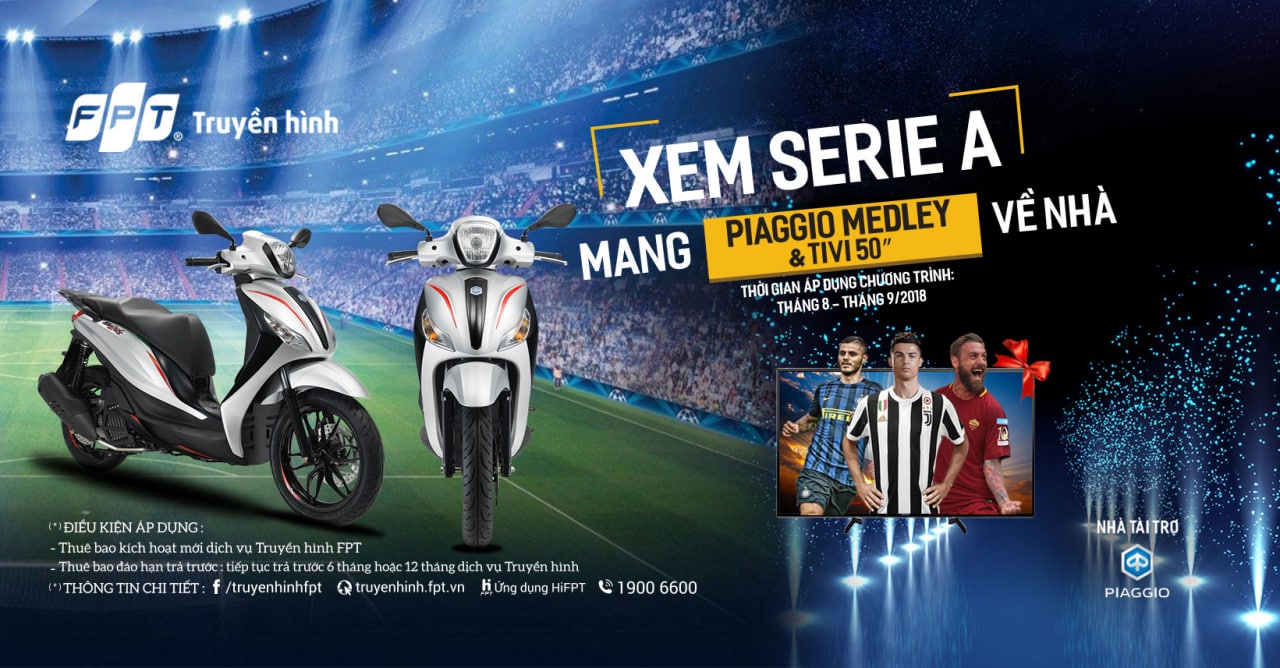 FPT® Truyền hình
XEM SERIE A
MANG PIAGGIO MEDLEY & TIVI 50" VỀ NHÀ
THỜI GIAN ÁP DỤNG CHƯƠNG TRÌNH:
THÁNG 8 - THÁNG 9/2018
PIRELLI
(*) ĐIỀU KIỆN ÁP DỤNG :
- Thuê bao kích hoạt mới dịch vụ Truyền hình FPT
- Thuê bao đáo hạn trả trước : tiếp tục trả trước 6 tháng hoặc 12 tháng dịch vụ Truyền hình
(*) THÔNG TIN CHI TIẾT : f /truyenhinhfpt truyenhinh.fpt.vn Ứng dụng HiFPT 1900 6600
NHÀ TÀI TRỢ
PIAGGIO